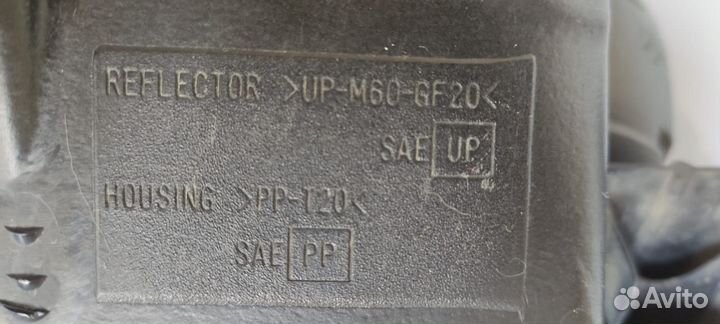 REFLECTOR >UP-M60-GF20<
SAE UP
HOUSING >PP-T20<
SAE PP
Avito